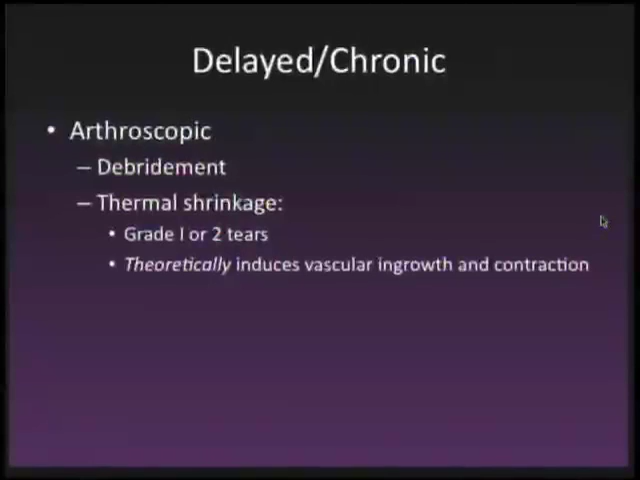 Delayed/Chronic
• Arthroscopic
– Debridement
– Thermal shrinkage:
• Grade I or 2 tears
• Theoretically induces vascular ingrowth and contraction